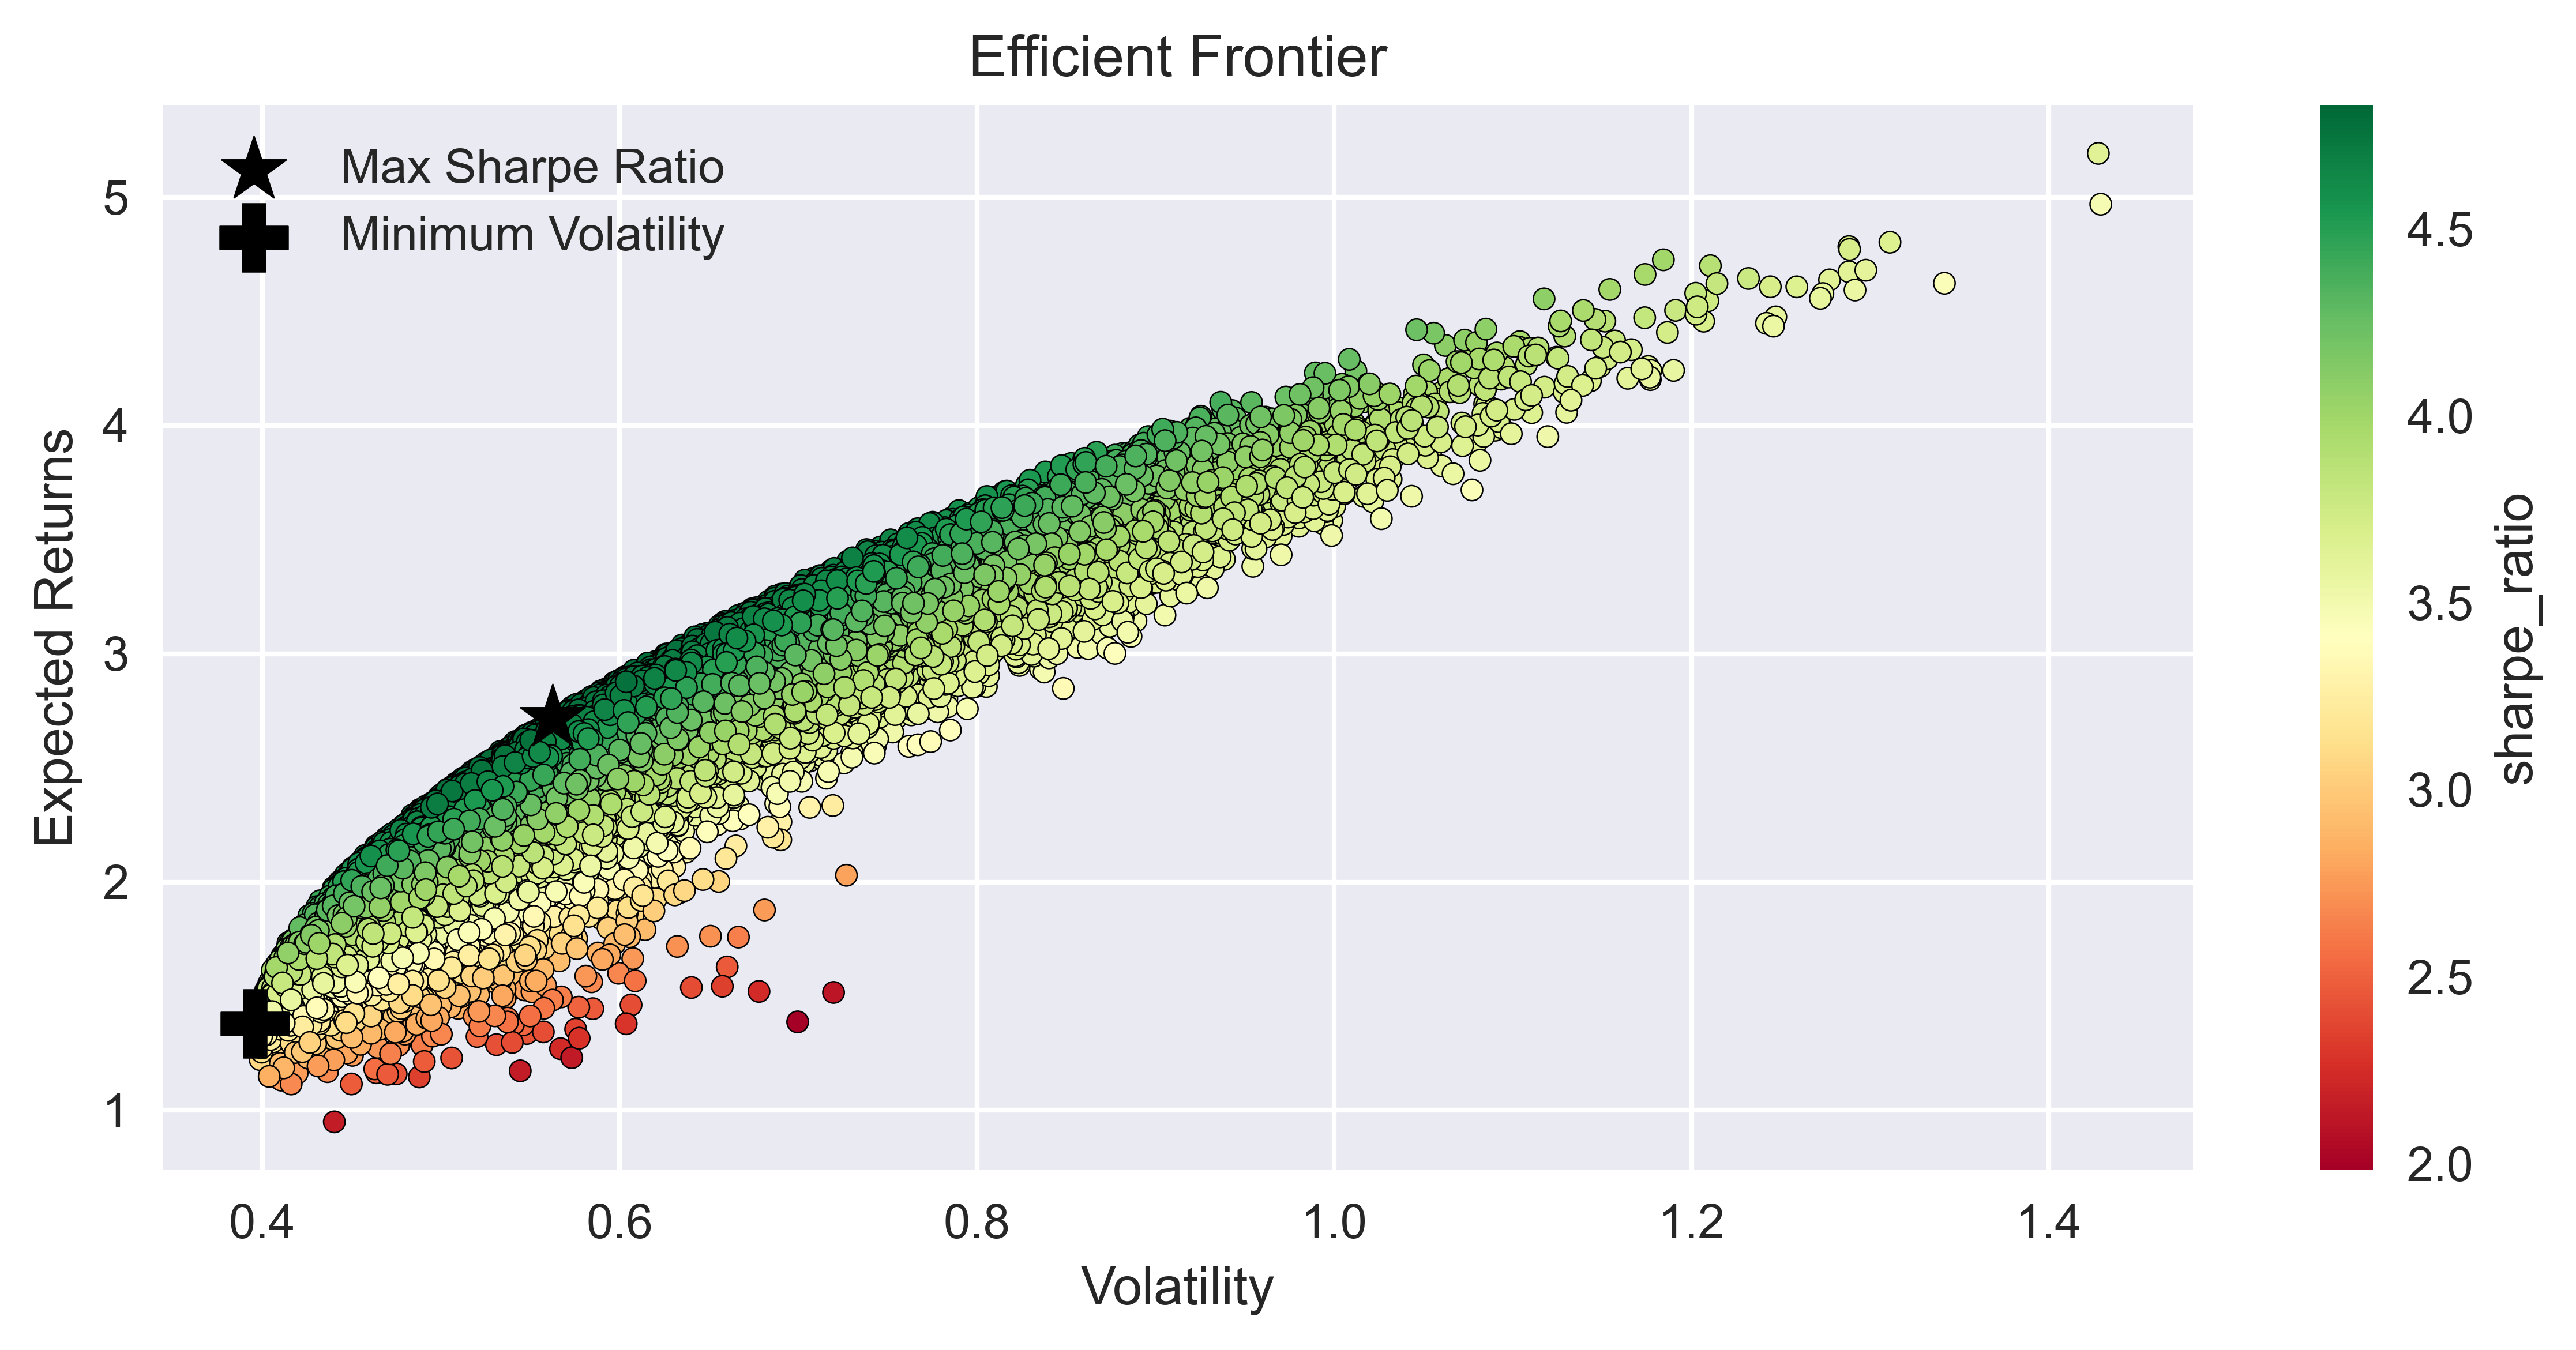 Efficient Frontier
Max Sharpe Ratio
Minimum Volatility
Expected Returns
5
4
3
2
1
0.4
0.6
0.8
1.0
1.2
1.4
Volatility
4.5
4.0
3.5
3.0
2.5
2.0
sharpe_ratio